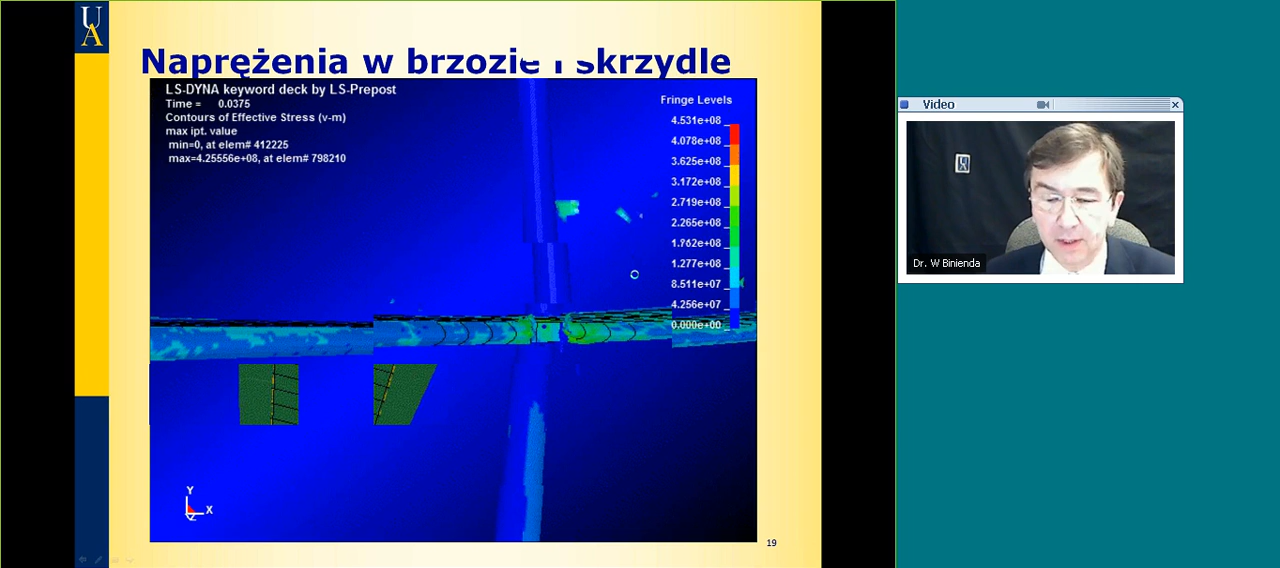 UA
Naprężenia w brzozie i skrzydle
LS-DYNA keyword deck by LS-Prepost
Time = 0.0375
Contours of Effective Stress (v-m)
max ipt. value
min=0, at elem# 412225
max=4.25556e+08, at elem# 798210
Fringe Levels
4.531e+08
4.078e+08
3.625e+08
3.172e+08
2.719e+08
2.265e+08
1.762e+08
1.277e+08
8.511e+07
4.256e+07
0.000e+00
Y
X
Z
19
Video
UA
Dr. W Binienda